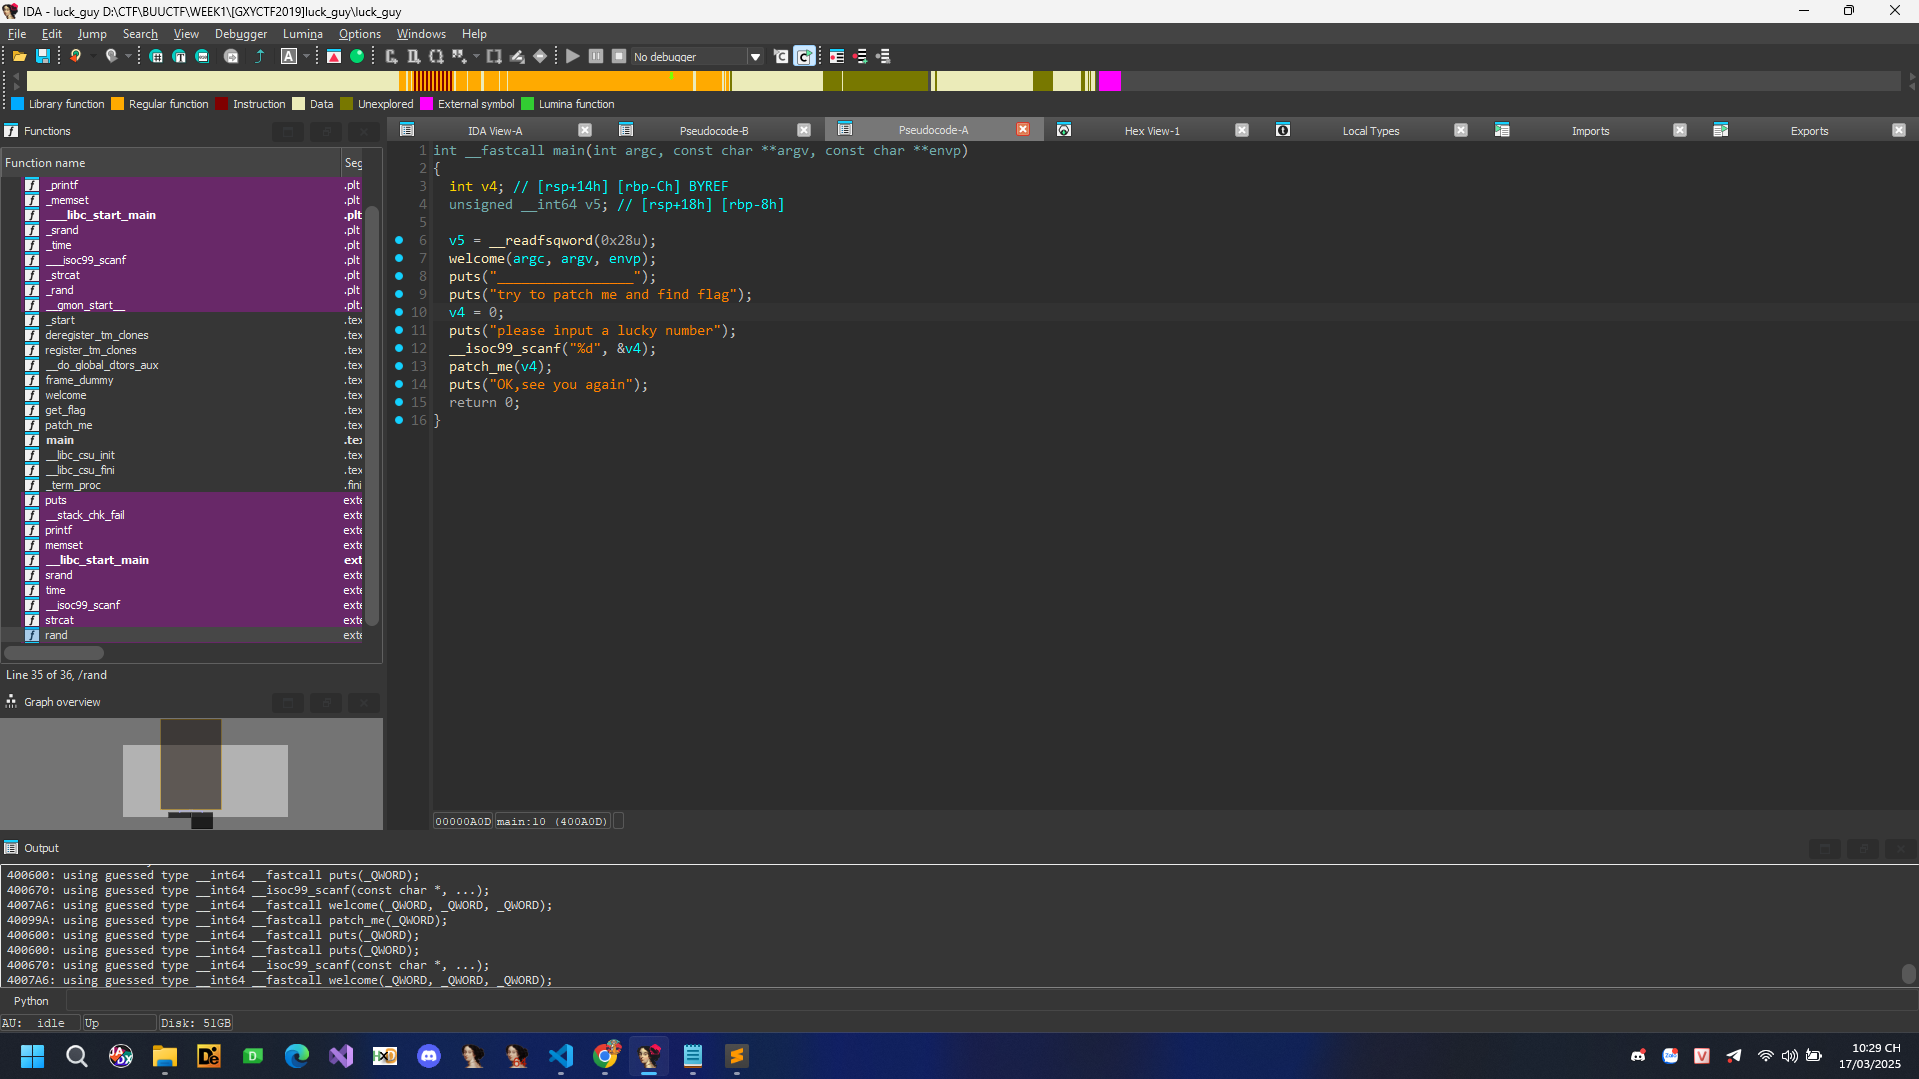 IDA - luck_guy D:\CTF\BUUCTF\WEEK1\[GXYCTF2019]luck_guy\luck_guy
File Edit Jump Search View Debugger Lumina Options Windows Help
No debugger
Library function Regular function Instruction Data Unexplored External symbol Lumina function
Functions
Function name Seg
_printf .plt
_memset .plt
___libc_start_main .plt
_srand .plt
_time .plt
___isoc99_scanf .plt
_strcat .plt
_rand .plt
__gmon_start__ .plt.
_start .tex
deregister_tm_clones .tex
register_tm_clones .tex
__do_global_dtors_aux .tex
frame_dummy .tex
welcome .tex
get_flag .tex
patch_me .tex
main .tex
__libc_csu_init .tex
__libc_csu_fini .tex
_term_proc .fini
puts exte
__stack_chk_fail exte
printf exte
memset exte
__libc_start_main ext
srand exte
time exte
__isoc99_scanf exte
strcat exte
rand exte
Line 35 of 36, /rand
Graph overview
IDA View-A Pseudocode-B Pseudocode-A Hex View-1 Local Types Imports Exports
1 int __fastcall main(int argc, const char **argv, const char **envp)
2 {
3 int v4; // [rsp+14h] [rbp-Ch] BYREF
4 unsigned __int64 v5; // [rsp+18h] [rbp-8h]
5
6 v5 = __readfsqword(0x28u);
7 welcome(argc, argv, envp);
8 puts("_________________");
9 puts("try to patch me and find flag");
10 v4 = 0;
11 puts("please input a lucky number");
12 __isoc99_scanf("%d", &v4);
13 patch_me(v4);
14 puts("OK,see you again");
15 return 0;
16 }
00000A0D main:10 (400A0D)
Output
400600: using guessed type __int64 __fastcall puts(_QWORD);
400670: using guessed type __int64 __isoc99_scanf(const char *, ...);
4007A6: using guessed type __int64 __fastcall welcome(_QWORD, _QWORD, _QWORD);
40099A: using guessed type __int64 __fastcall patch_me(_QWORD);
400600: using guessed type __int64 __fastcall puts(_QWORD);
400600: using guessed type __int64 __fastcall puts(_QWORD);
400670: using guessed type __int64 __isoc99_scanf(const char *, ...);
4007A6: using guessed type __int64 __fastcall welcome(_QWORD, _QWORD, _QWORD);
Python
AU: idle Up Disk: 51GB
10:29 CH
17/03/2025